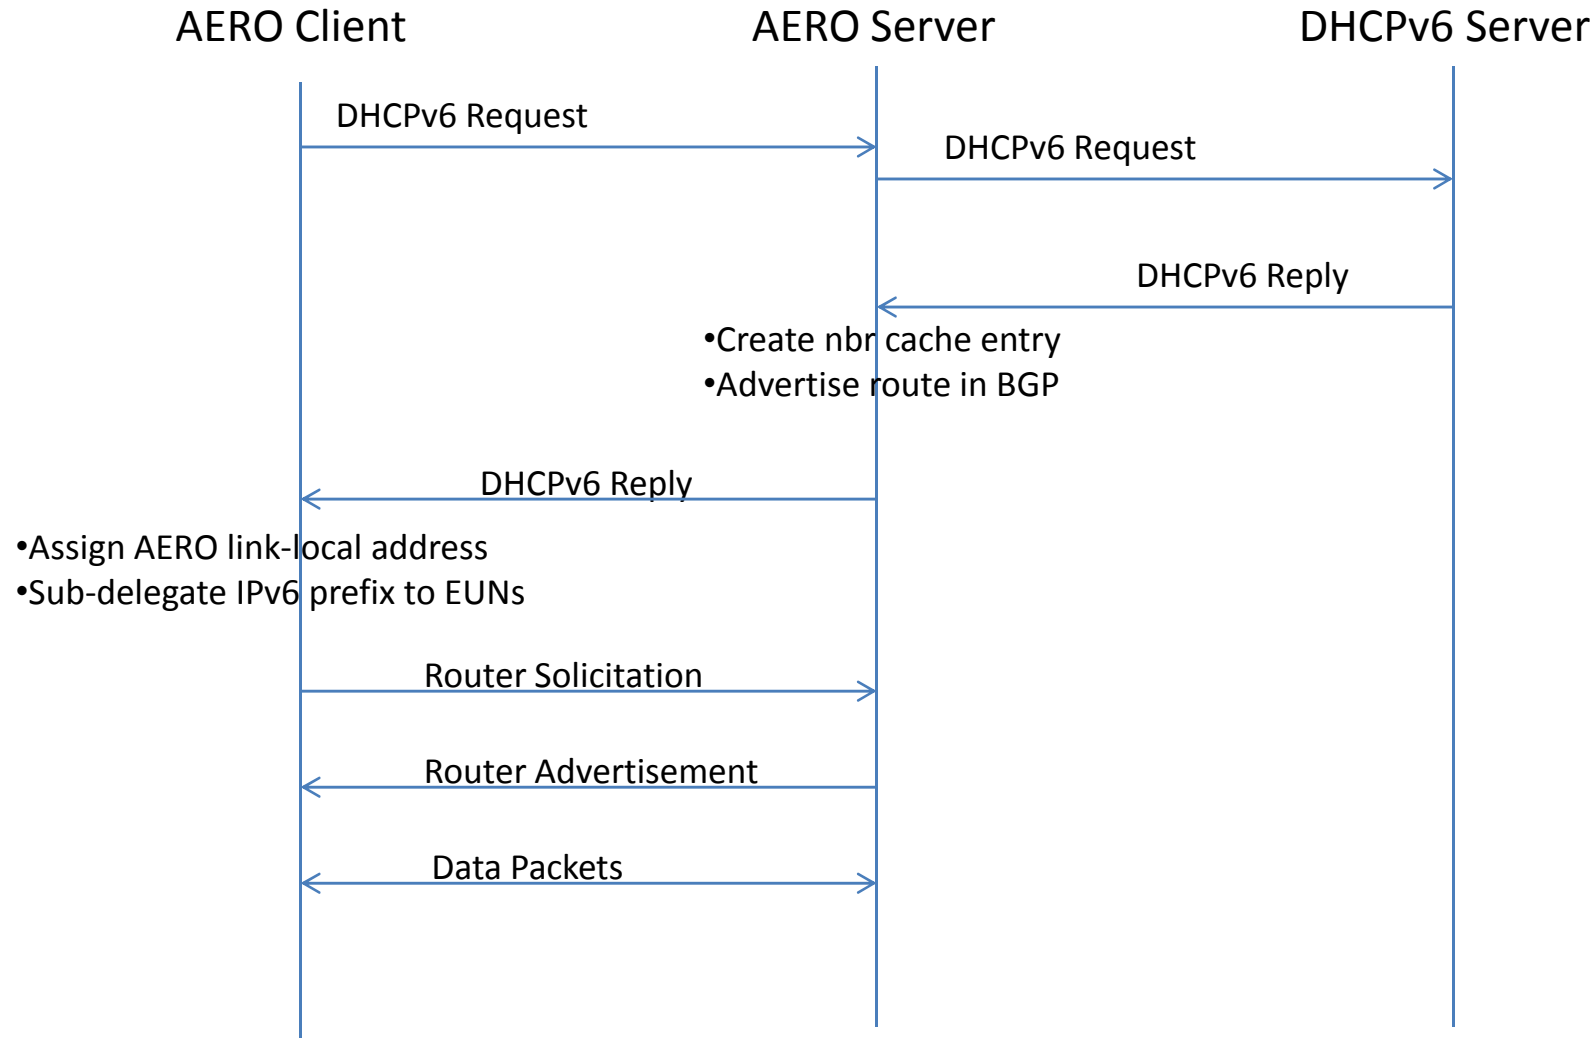 AERO Client
AERO Server
DHCPv6 Server
DHCPv6 Request
DHCPv6 Request
DHCPv6 Reply
•Create nbr cache entry
•Advertise route in BGP
DHCPv6 Reply
•Assign AERO link-local address
•Sub-delegate IPv6 prefix to EUNs
Router Solicitation
Router Advertisement
Data Packets